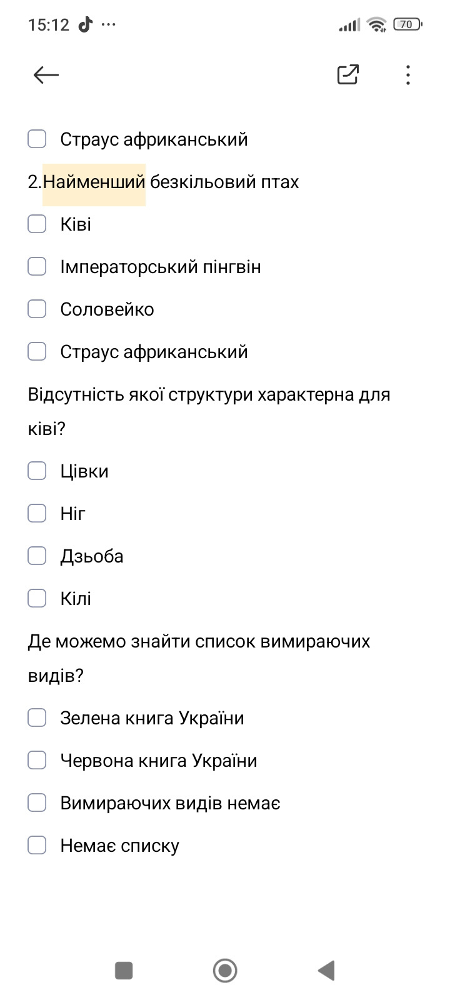 15:12
70
Страус африканський
2.Найменший безкільовий птах
Ківі
Імператорський пінгвін
Соловейко
Страус африканський
Відсутність якої структури характерна для
ківі?
Цівки
Ніг
Дзьоба
Кілі
Де можемо знайти список вимираючих
видів?
Зелена книга України
Червона книга України
Вимираючих видів немає
Немає списку